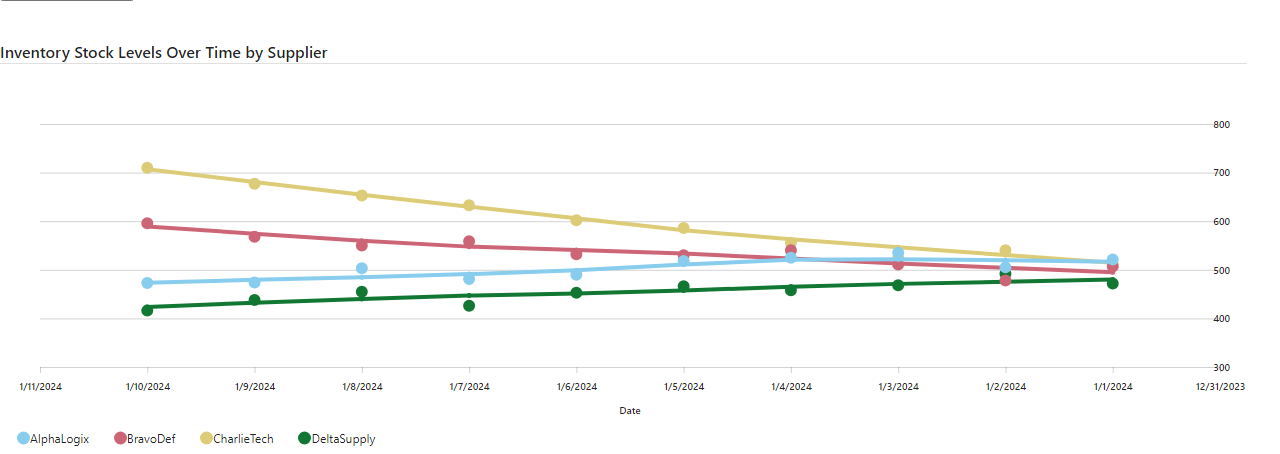 Inventory Stock Levels Over Time by Supplier
800
700
600
500
400
300
1/11/2024 1/10/2024 1/9/2024 1/8/2024 1/7/2024 1/6/2024 1/5/2024 1/4/2024 1/3/2024 1/2/2024 1/1/2024 12/31/2023
Date
AlphaLogix BravoDef CharlieTech DeltaSupply